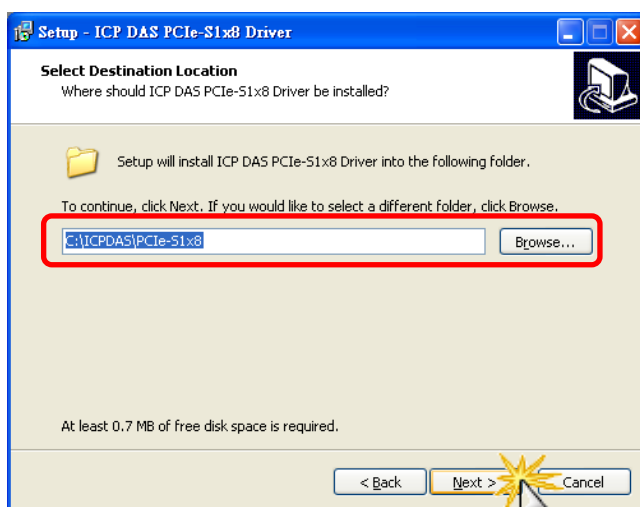 Setup - ICP DAS PCIe-S1x8 Driver
Select Destination Location
Where should ICP DAS PCIe-S1x8 Driver be installed?
Setup will install ICP DAS PCIe-S1x8 Driver into the following folder.
To continue, click Next. If you would like to select a different folder, click Browse.
C:\ICPDAS\PCIe-S1x8 Browse...
At least 0.7 MB of free disk space is required.
< Back Next > Cancel